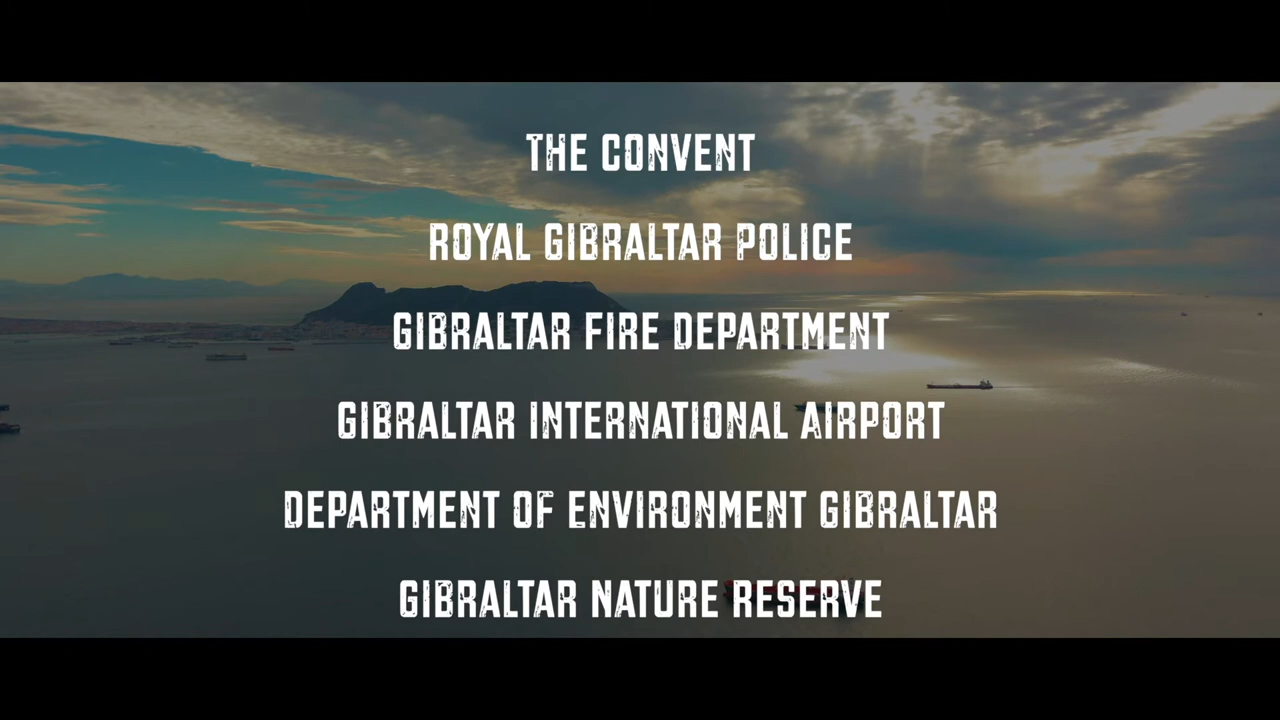 THE CONVENT
ROYAL GIBRALTAR POLICE
GIBRALTAR FIRE DEPARTMENT
GIBRALTAR INTERNATIONAL AIRPORT
DEPARTMENT OF ENVIRONMENT GIBRALTAR
GIBRALTAR NATURE RESERVE